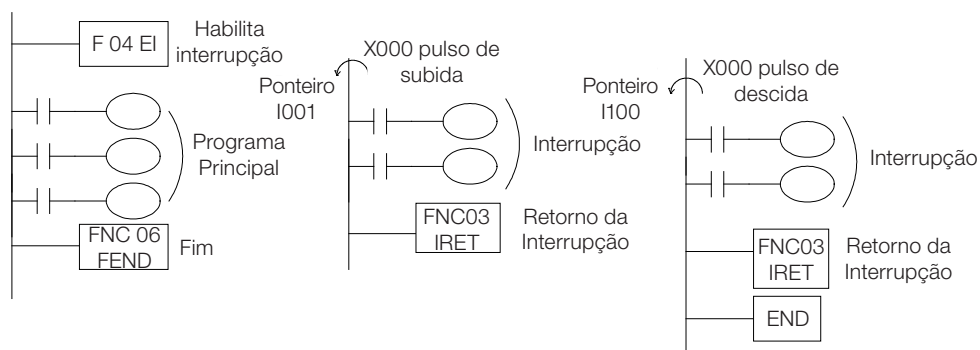 F 04 EI
Habilita
interrupção
Programa
Principal
FNC 06
FEND
Fim
Ponteiro
I001
X000 pulso de
subida
Interrupção
FNC03
IRET
Retorno da
Interrupção
Ponteiro
I100
X000 pulso de
descida
Interrupção
FNC03
IRET
Retorno da
Interrupção
END